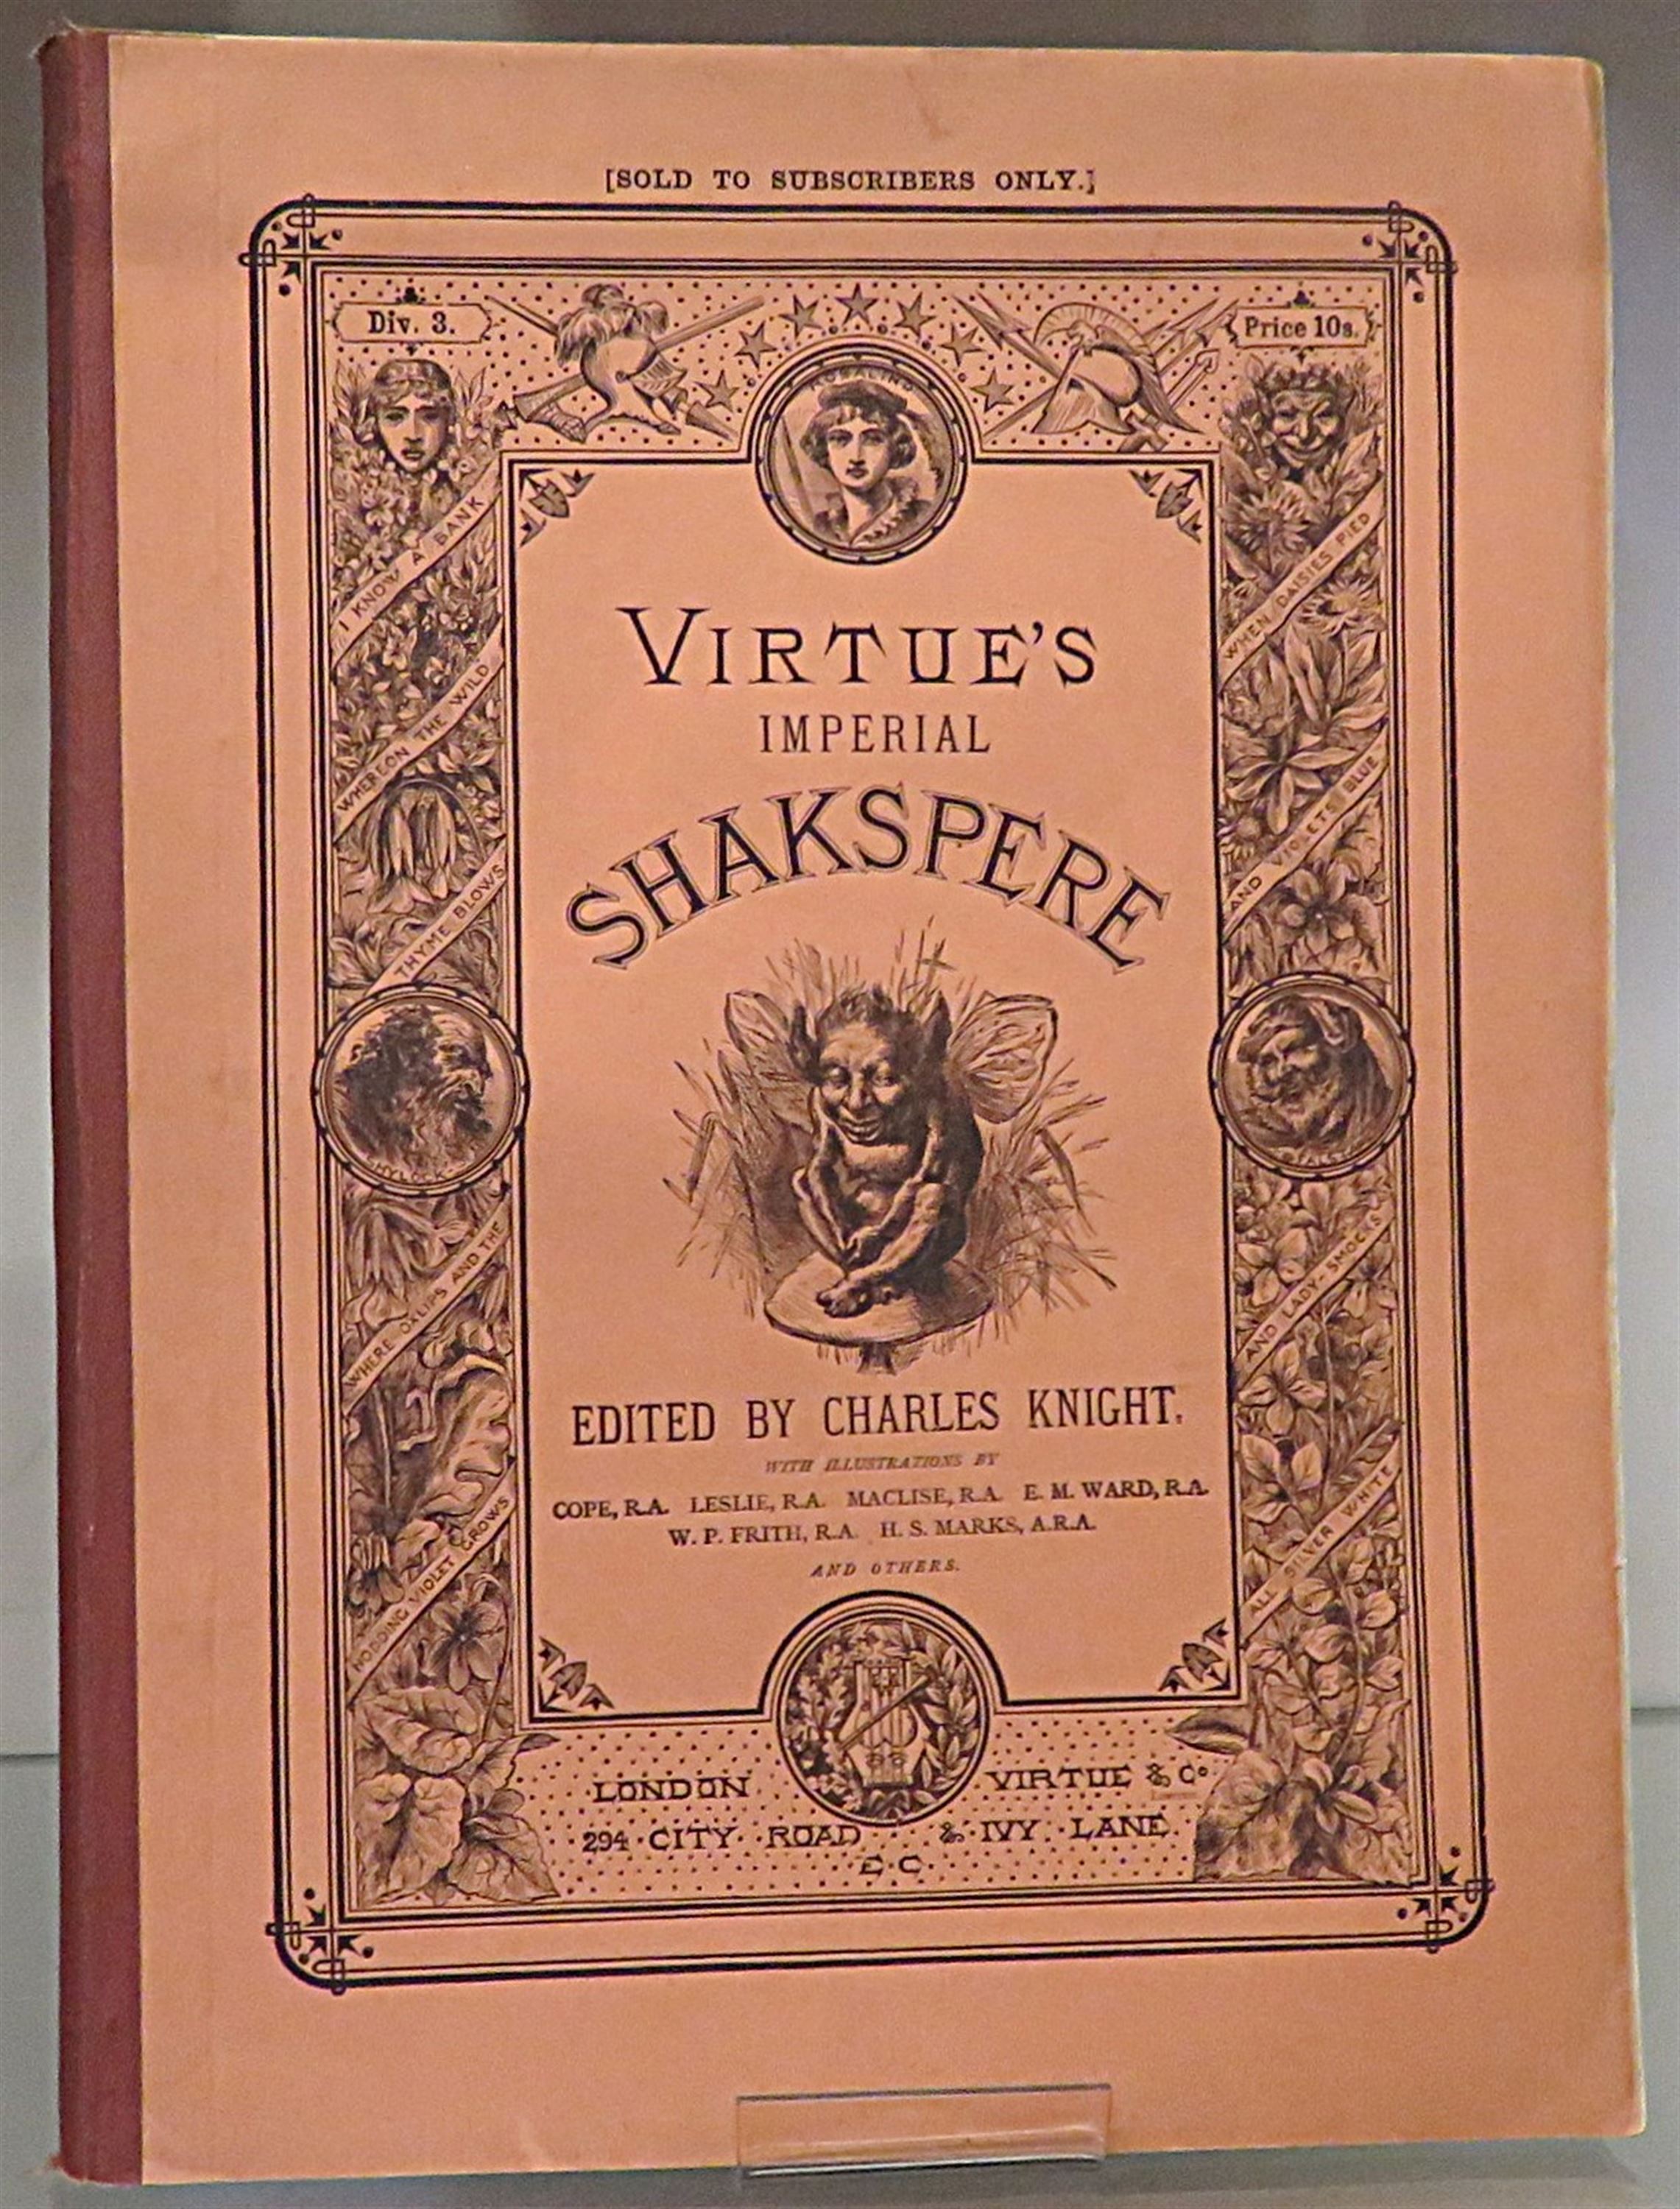 [SOLD TO SUBSCRIBERS ONLY.]
Div. 3.
Price 10s.
ROSALIND
I KNOW A BANK
WHEREON THE WILD
THYME BLOWS
SHYLOCK
WHERE OXLIPS AND THE
NODDING VIOLET GROWS
VIRTUE'S
IMPERIAL
SHAKSPERE
EDITED BY CHARLES KNIGHT.
WITH ILLUSTRATIONS BY
COPE, R.A. LESLIE, R.A. MACLISE, R.A. E. M. WARD, R.A.
W. P. FRITH, R.A. H. S. MARKS, A.R.A.
AND OTHERS.
WHEN DAISIES PIED
AND VIOLETS BLUE
AND LADY-SMOCKS
ALL SILVER WHITE
LONDON VIRTUE & Co
LIMITED
294 CITY ROAD & IVY LANE
E.C.